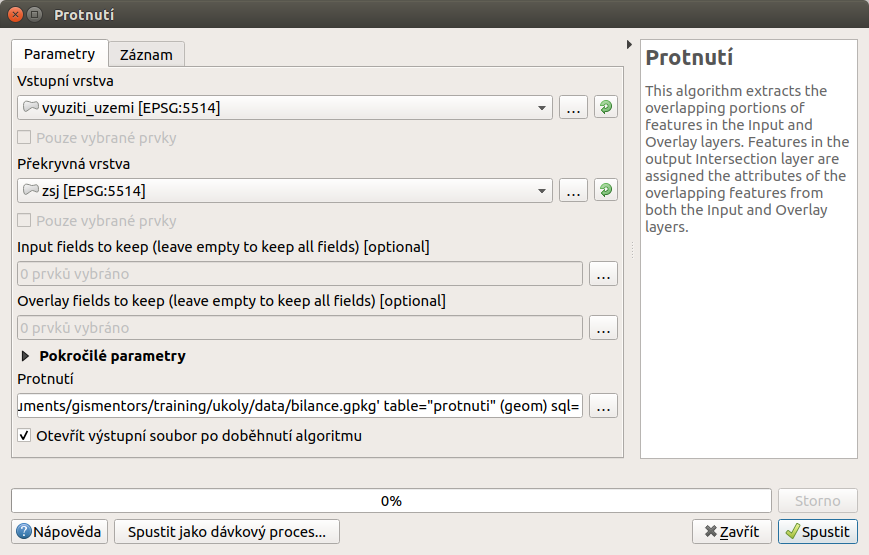 Protnutí
Parametry
Záznam
Vstupní vrstva
vyuziti_uzemi [EPSG:5514]
...
Pouze vybrané prvky
Překryvná vrstva
zsj [EPSG:5514]
...
Pouze vybrané prvky
Input fields to keep (leave empty to keep all fields) [optional]
0 prvků vybráno
...
Overlay fields to keep (leave empty to keep all fields) [optional]
0 prvků vybráno
...
Pokročilé parametry
Protnutí
uments/gismentors/training/ukoly/data/bilance.gpkg' table="protnuti" (geom) sql=
...
Otevřít výstupní soubor po doběhnutí algoritmu
Protnutí
This algorithm extracts the
overlapping portions of
features in the Input and
Overlay layers. Features in the
output Intersection layer are
assigned the attributes of the
overlapping features from
both the Input and Overlay
layers.
0%
Storno
Nápověda
Spustit jako dávkový proces...
Zavřít
Spustit